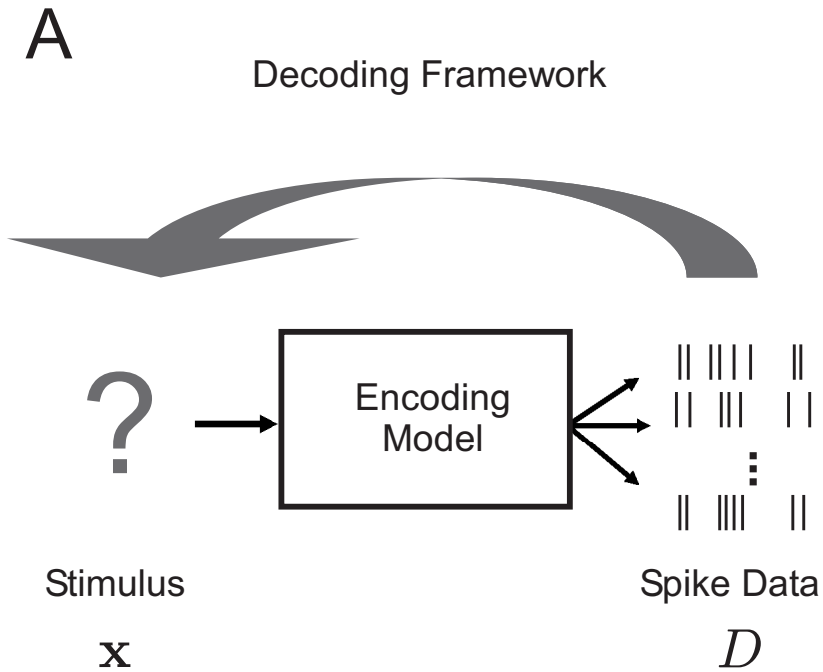 A
Decoding Framework
?
Encoding
Model
Stimulus
Spike Data
x
D